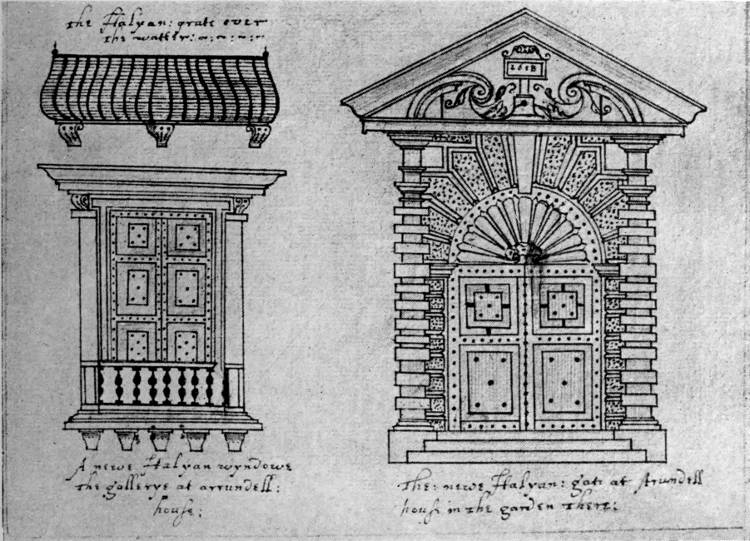 the Italyan: grate over
the watter:
1618
A newe Italyan wyndowe
the gallerye at arrundell:
house:
The: newe Italyan: gate at Arundell
house in the garden There: